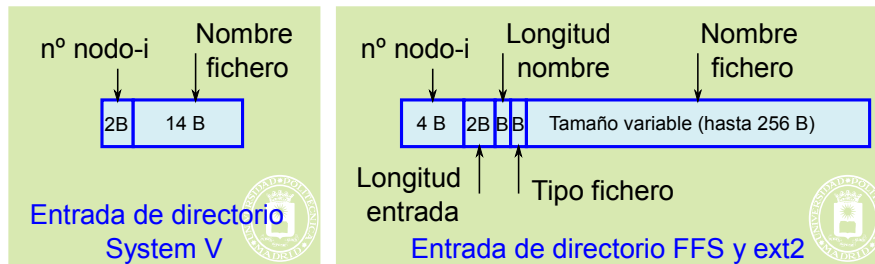 nº nodo-i
Nombre
fichero
2B
14 B
Entrada de directorio
System V
nº nodo-i
Longitud
nombre
Nombre
fichero
4 B
2B
B
B
Tamaño variable (hasta 256 B)
Longitud
entrada
Tipo fichero
Entrada de directorio FFS y ext2